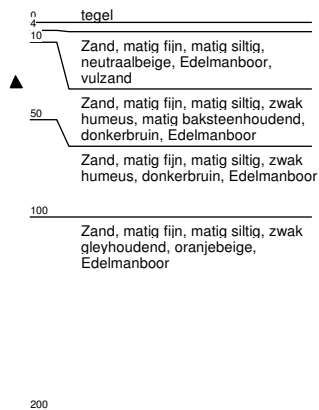 0 tegel
4
10
Zand, matig fijn, matig siltig,
neutraalbeige, Edelmanboor,
vulzand
Zand, matig fijn, matig siltig, zwak
50
humeus, matig baksteenhoudend,
donkerbruin, Edelmanboor
Zand, matig fijn, matig siltig, zwak
humeus, donkerbruin, Edelmanboor
100
Zand, matig fijn, matig siltig, zwak
gleyhoudend, oranjebeige,
Edelmanboor
200